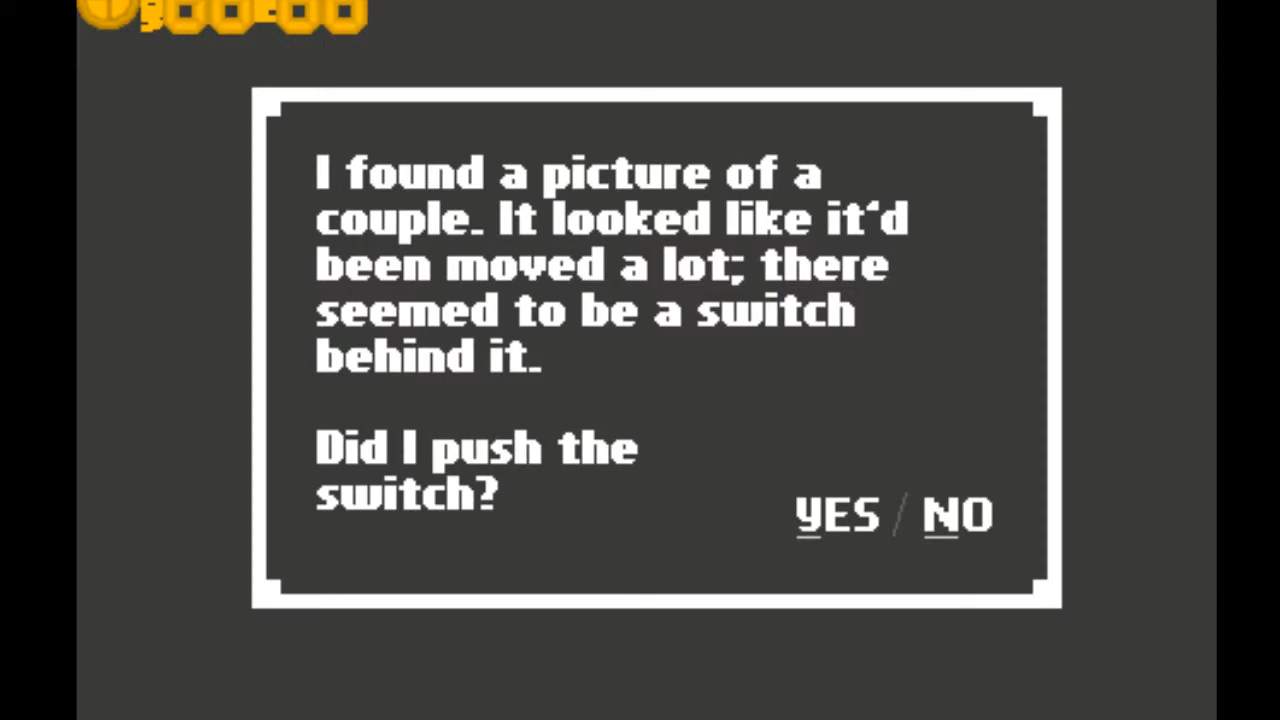 I found a picture of a
couple. It looked like it'd
been moved a lot; there
seemed to be a switch
behind it.
Did I push the
switch?
YES / NO